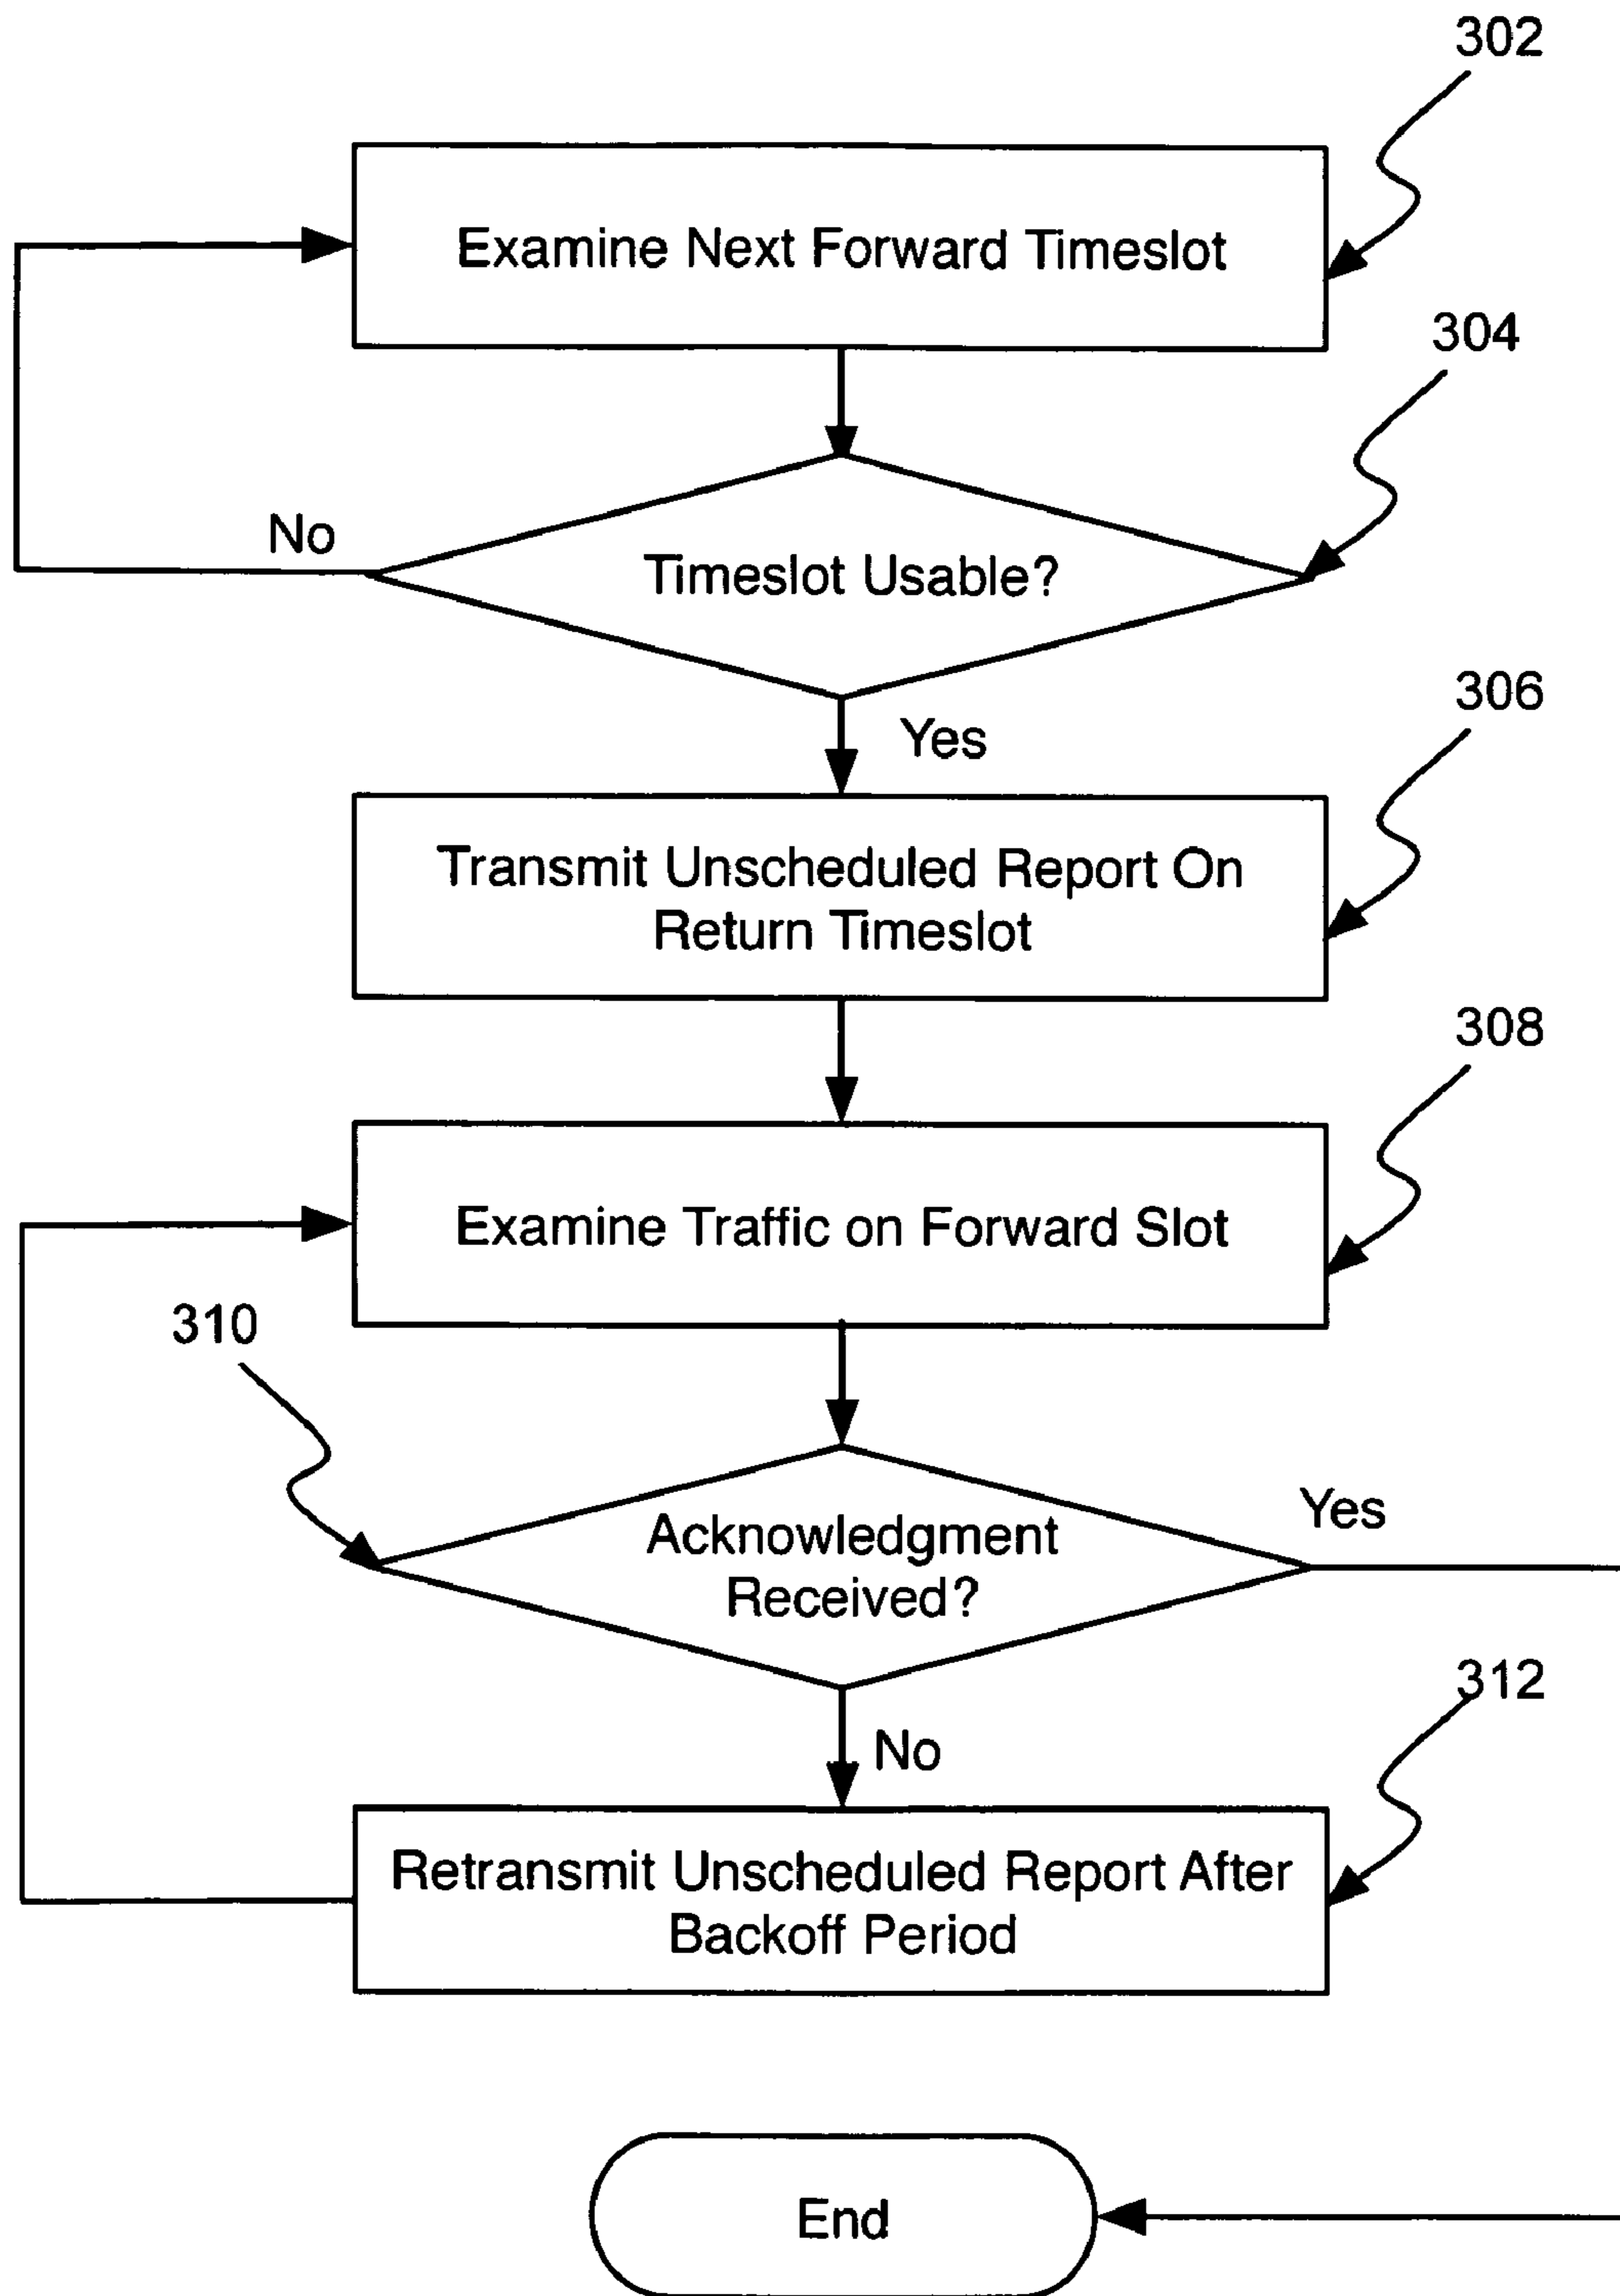 302
Examine Next Forward Timeslot
304
No
Timeslot Usable?
306
Yes
Transmit Unscheduled Report On
Return Timeslot
308
Examine Traffic on Forward Slot
310
Yes
Acknowledgment
Received?
312
No
Retransmit Unscheduled Report After
Backoff Period
End